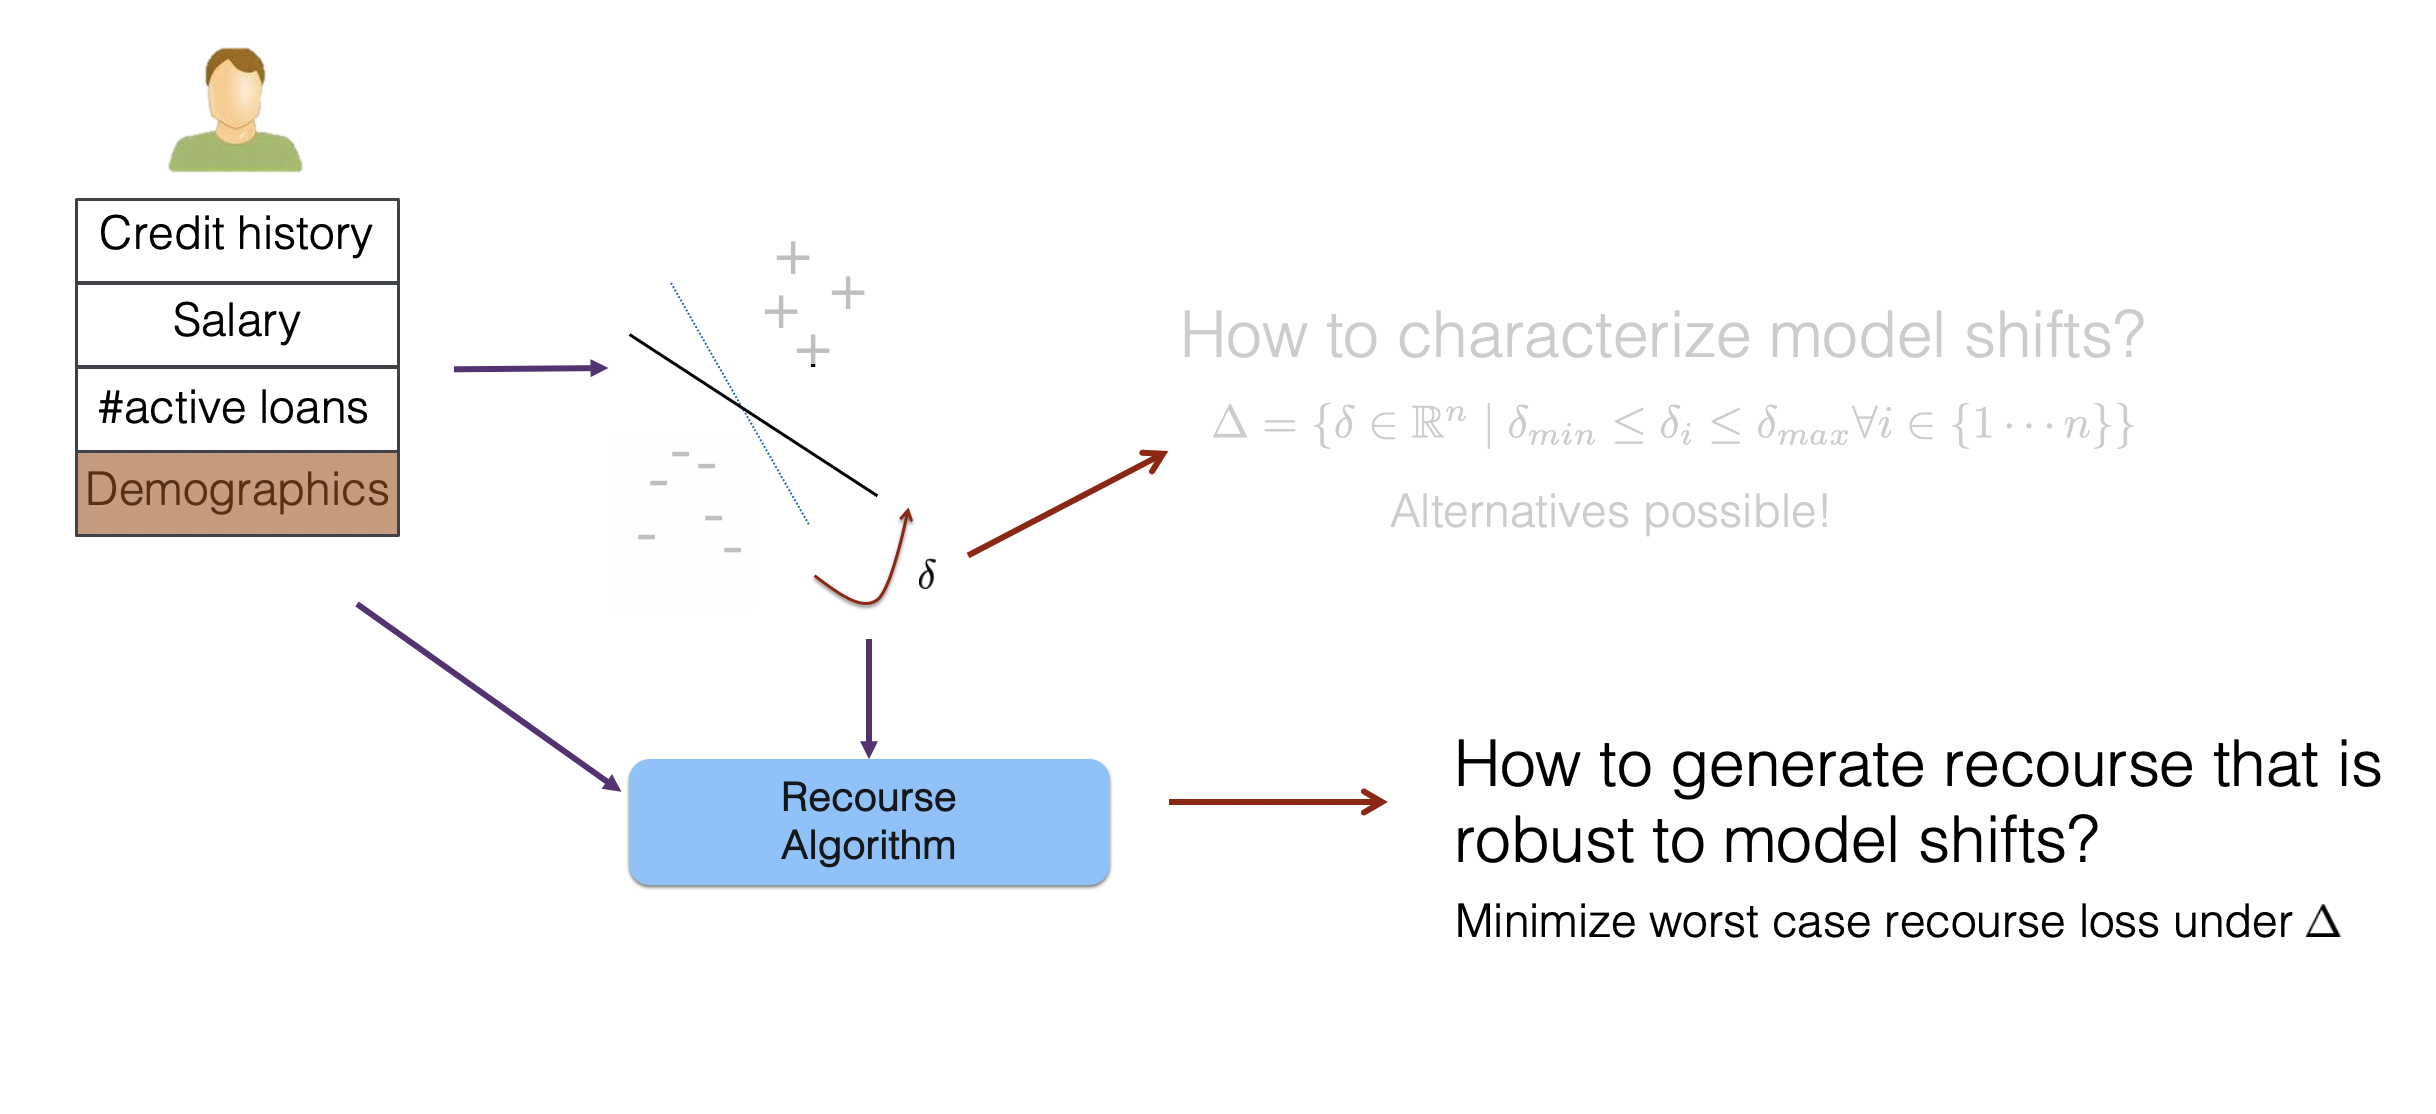 Credit history
Salary
#active loans
Demographics
+
+
+
+
-
-
-
-
-
-
δ
How to characterize model shifts?
Δ = {δ ∈ ℝⁿ | δ_min ≤ δ_i ≤ δ_max ∀i ∈ {1 ⋯ n}}
Alternatives possible!
Recourse
Algorithm
How to generate recourse that is
robust to model shifts?
Minimize worst case recourse loss under Δ